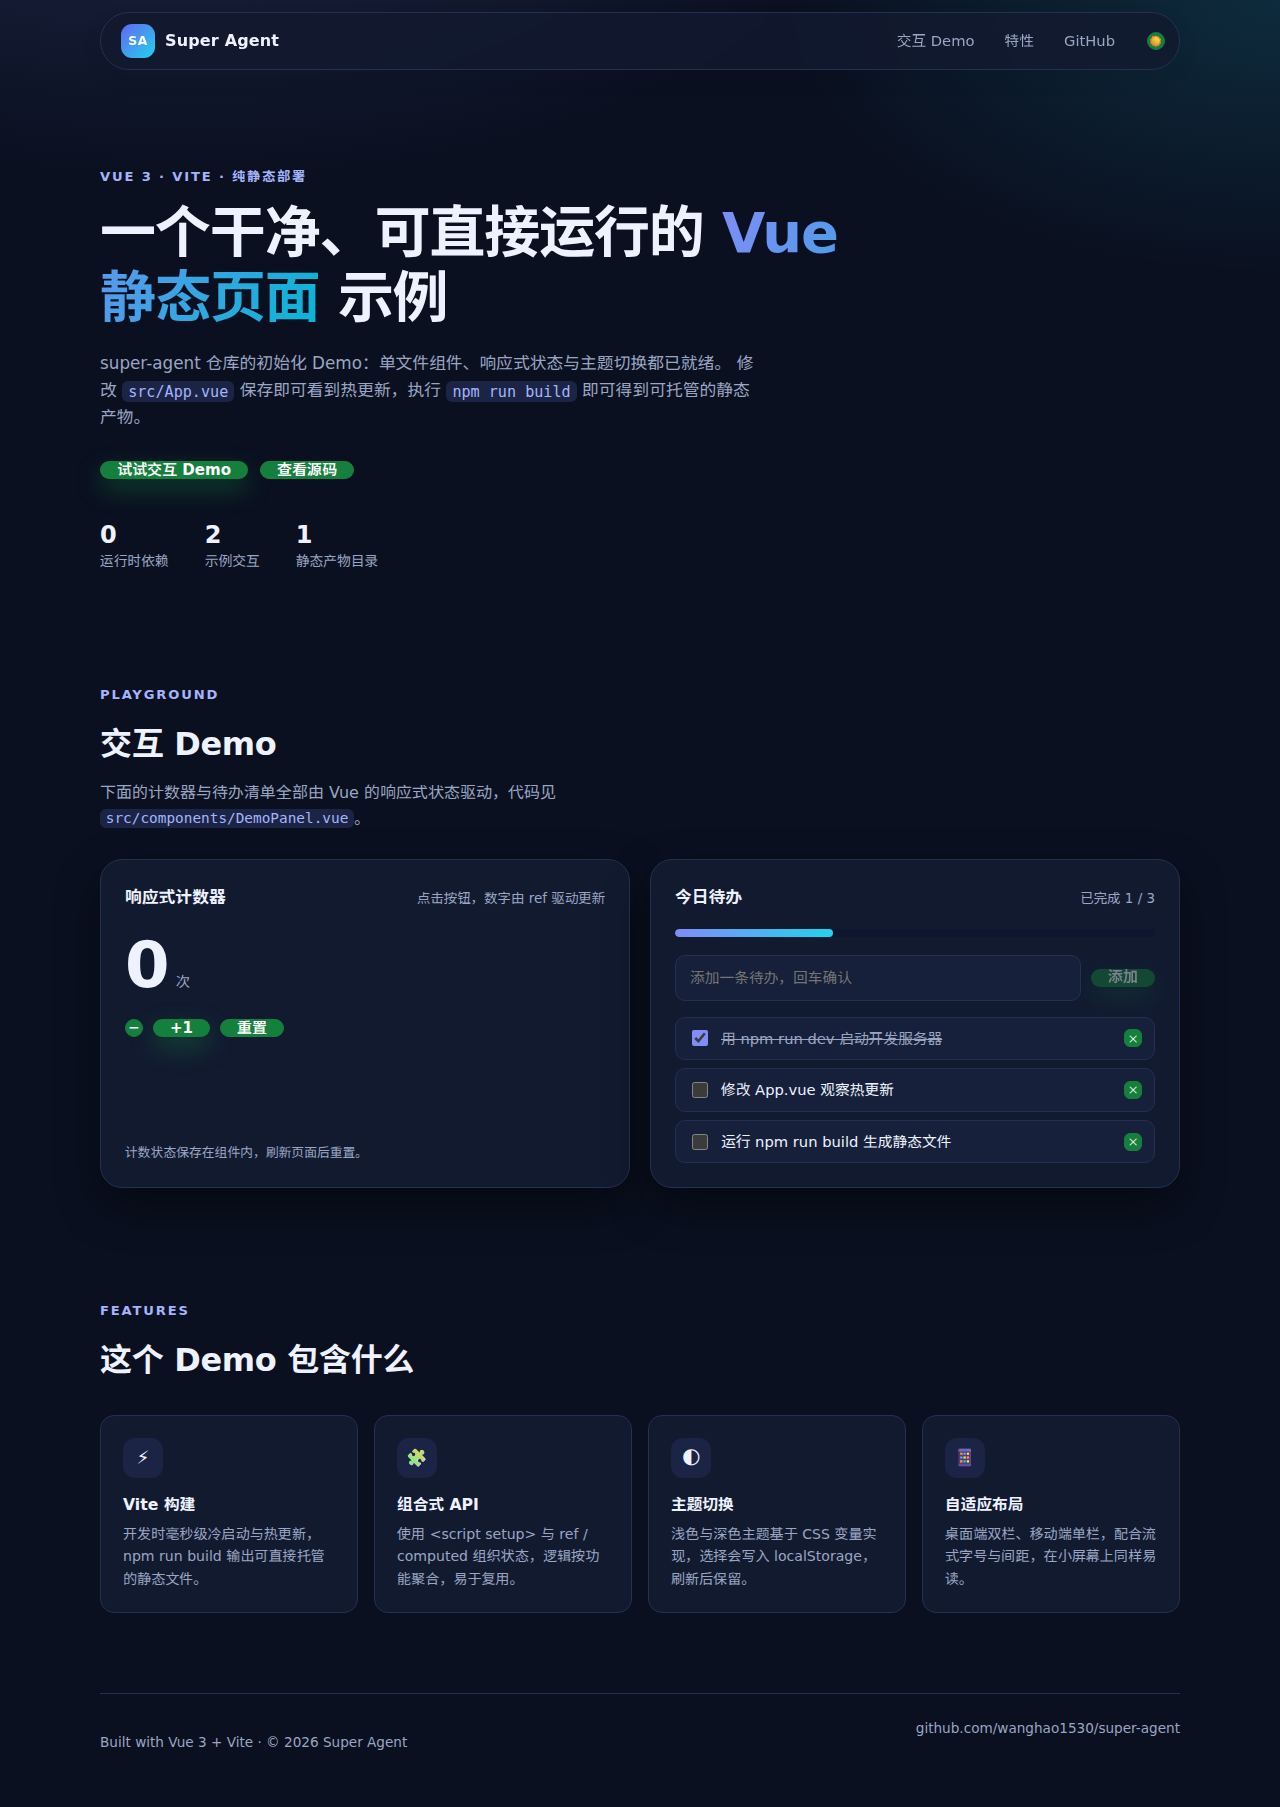 SA Super Agent 交互 Demo 特性 GitHub
VUE 3 · VITE · 纯静态部署
一个干净、可直接运行的 Vue
静态页面 示例
super-agent 仓库的初始化 Demo：单文件组件、响应式状态与主题切换都已就绪。 修
改 src/App.vue 保存即可看到热更新，执行 npm run build 即可得到可托管的静态
产物。
试试交互 Demo 查看源码
0 2 1
运行时依赖 示例交互 静态产物目录
PLAYGROUND
交互 Demo
下面的计数器与待办清单全部由 Vue 的响应式状态驱动，代码见
src/components/DemoPanel.vue。
响应式计数器 点击按钮，数字由 ref 驱动更新
0 次
− +1 重置
计数状态保存在组件内，刷新页面后重置。
今日待办 已完成 1 / 3
添加一条待办，回车确认 添加
用 npm run dev 启动开发服务器 ×
修改 App.vue 观察热更新 ×
运行 npm run build 生成静态文件 ×
FEATURES
这个 Demo 包含什么
Vite 构建
开发时毫秒级冷启动与热更新，
npm run build 输出可直接托管
的静态文件。
组合式 API
使用 <script setup> 与 ref /
computed 组织状态，逻辑按功
能聚合，易于复用。
主题切换
浅色与深色主题基于 CSS 变量实
现，选择会写入 localStorage，
刷新后保留。
自适应布局
桌面端双栏、移动端单栏，配合流
式字号与间距，在小屏幕上同样易
读。
Built with Vue 3 + Vite · © 2026 Super Agent
github.com/wanghao1530/super-agent